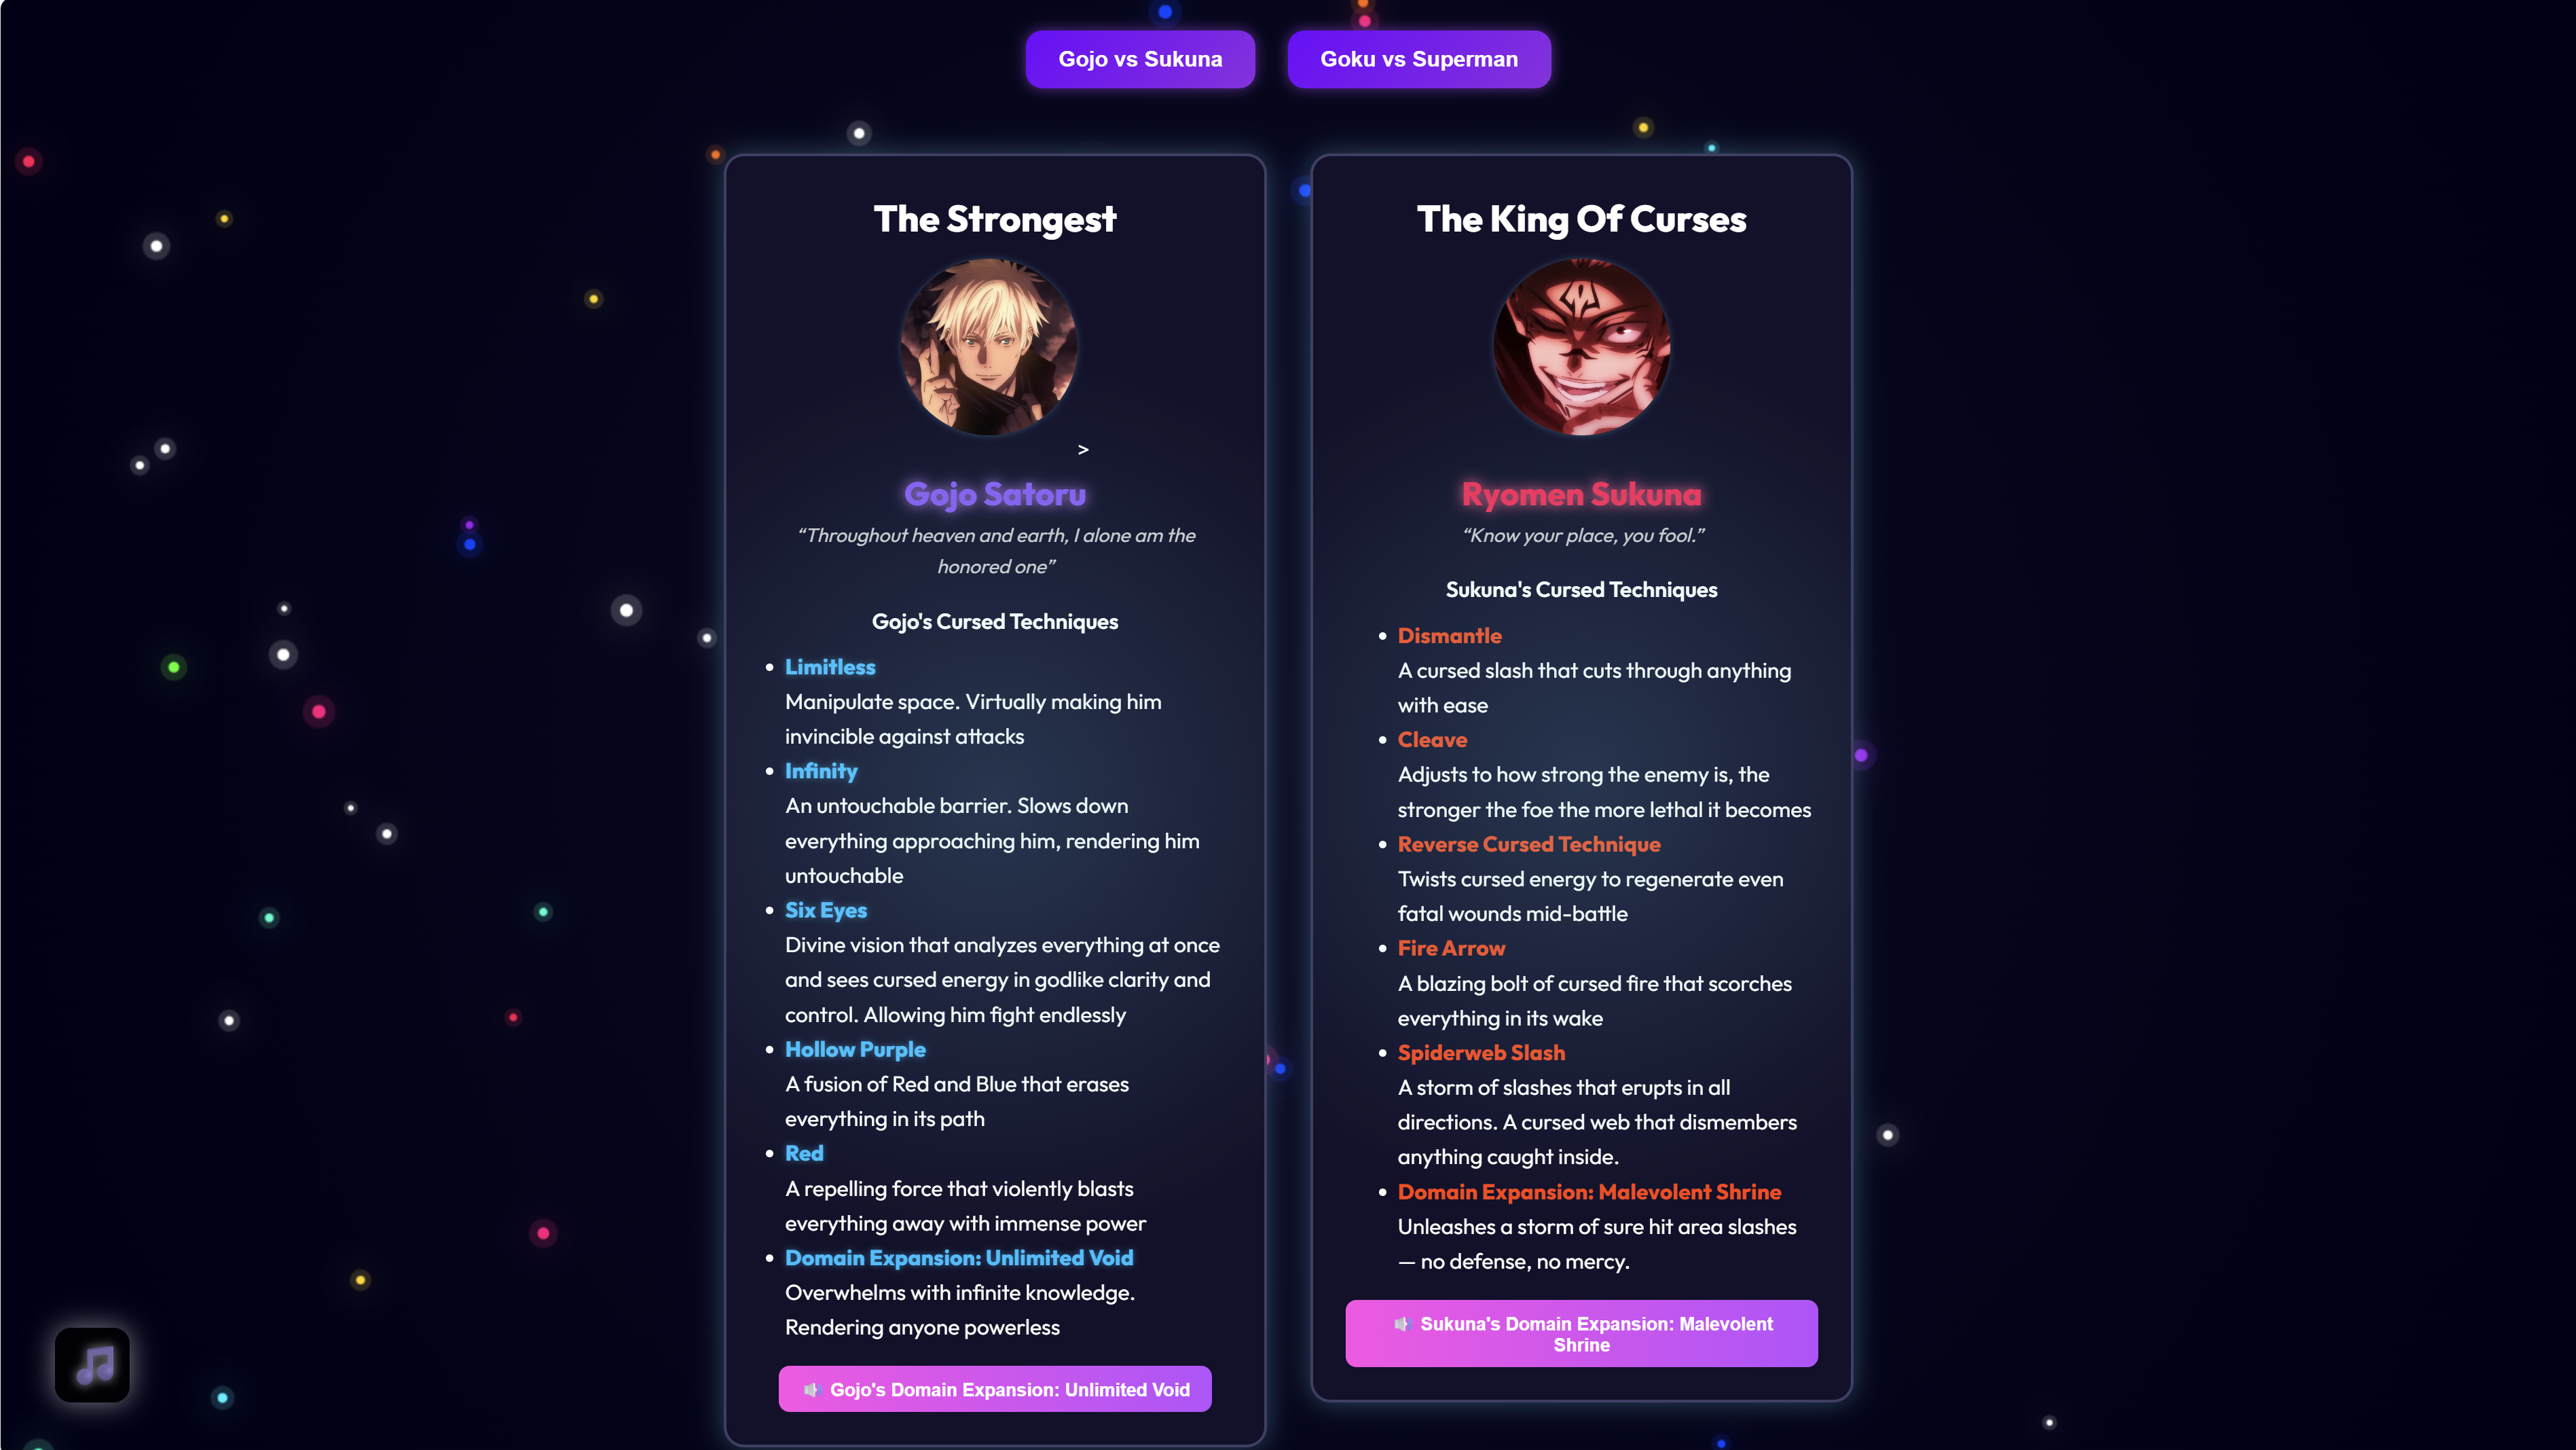 Gojo vs Sukuna
Goku vs Superman
The Strongest
>
Gojo Satoru
“Throughout heaven and earth, I alone am the
honored one”
Gojo's Cursed Techniques
• Limitless
Manipulate space. Virtually making him
invincible against attacks
• Infinity
An untouchable barrier. Slows down
everything approaching him, rendering him
untouchable
• Six Eyes
Divine vision that analyzes everything at once
and sees cursed energy in godlike clarity and
control. Allowing him fight endlessly
• Hollow Purple
A fusion of Red and Blue that erases
everything in its path
• Red
A repelling force that violently blasts
everything away with immense power
• Domain Expansion: Unlimited Void
Overwhelms with infinite knowledge.
Rendering anyone powerless
🔊 Gojo's Domain Expansion: Unlimited Void
The King Of Curses
Ryomen Sukuna
“Know your place, you fool.”
Sukuna's Cursed Techniques
• Dismantle
A cursed slash that cuts through anything
with ease
• Cleave
Adjusts to how strong the enemy is, the
stronger the foe the more lethal it becomes
• Reverse Cursed Technique
Twists cursed energy to regenerate even
fatal wounds mid-battle
• Fire Arrow
A blazing bolt of cursed fire that scorches
everything in its wake
• Spiderweb Slash
A storm of slashes that erupts in all
directions. A cursed web that dismembers
anything caught inside.
• Domain Expansion: Malevolent Shrine
Unleashes a storm of sure hit area slashes
— no defense, no mercy.
🔊 Sukuna's Domain Expansion: Malevolent
Shrine